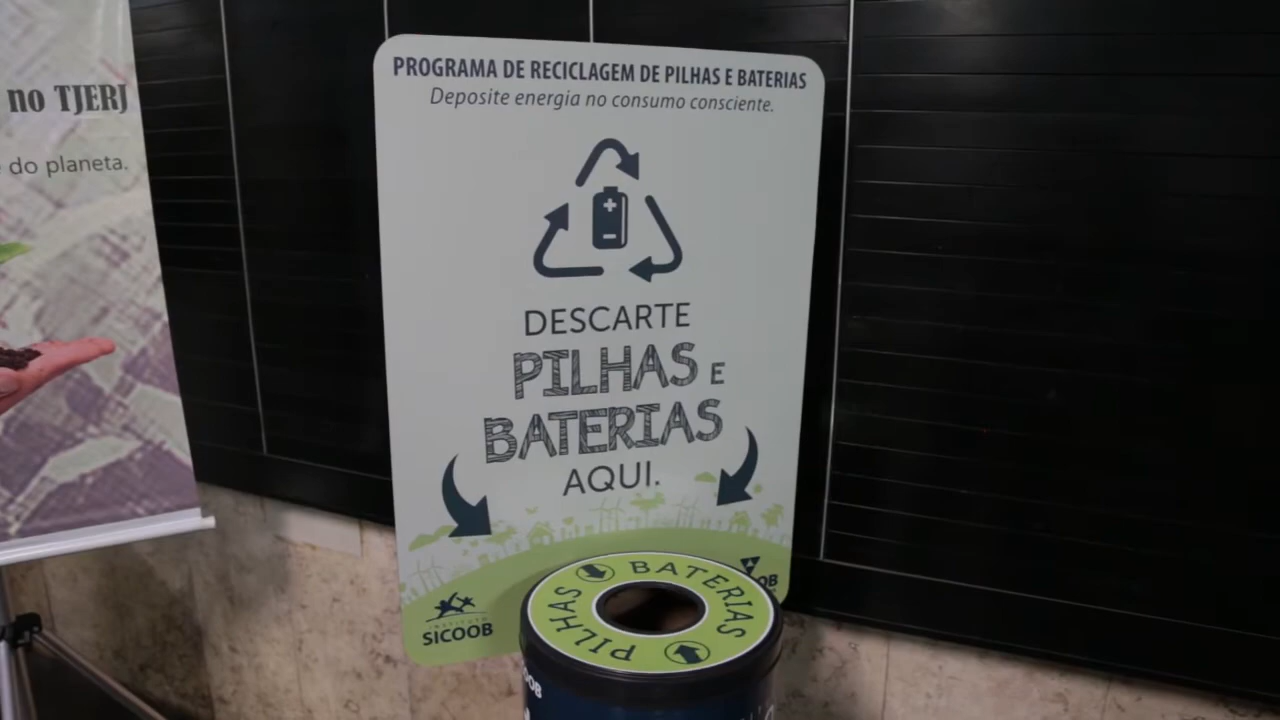 no TJERJ
do planeta.
PROGRAMA DE RECICLAGEM DE PILHAS E BATERIAS
Deposite energia no consumo consciente.
DESCARTE
PILHAS E
BATERIAS
AQUI.
INSTITUTO
SICOOB
OB
BATERIAS
PILHAS